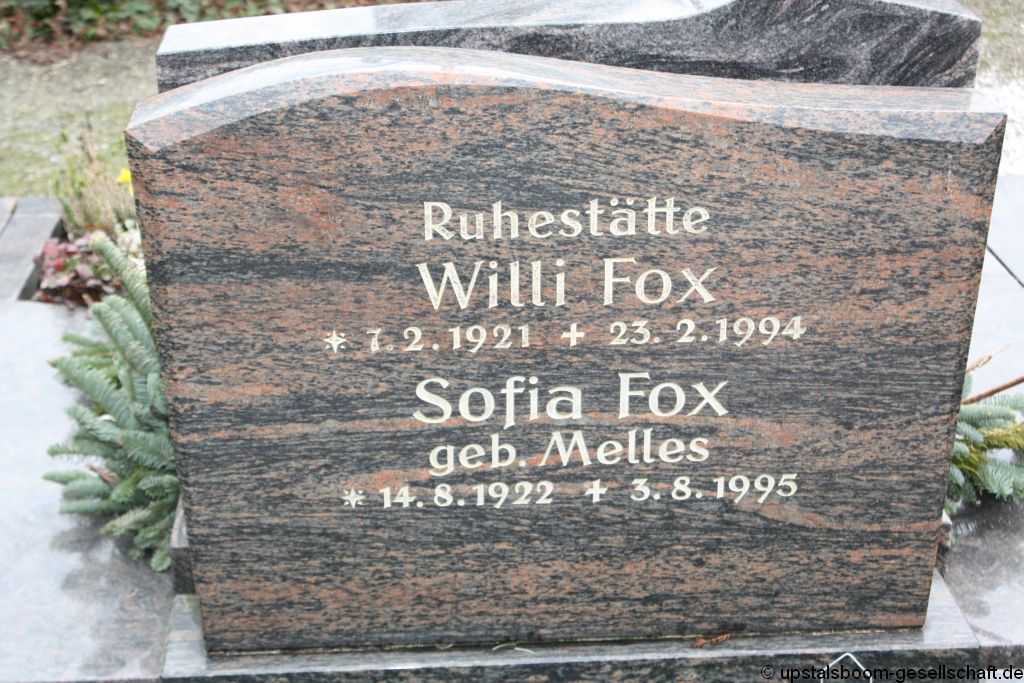 Ruhestätte
Willi Fox
* 7. 2. 1921 + 23. 2. 1994
Sofia Fox
geb. Melles
* 14. 8. 1922 + 3. 8. 1995
© upstalsboom-gesellschaft.de